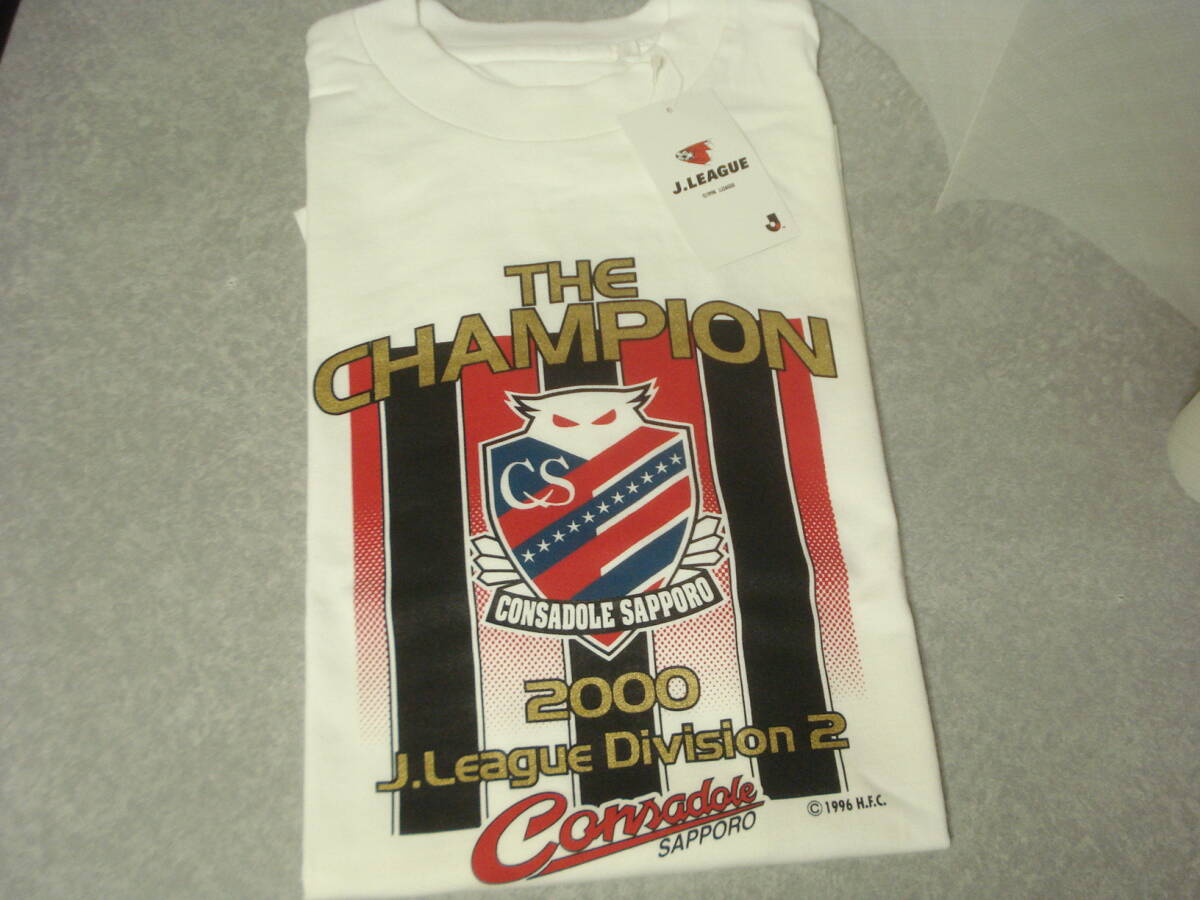 J.LEAGUE
THE
CHAMPION
CS
CONSADOLE SAPPORO
2000
J.League Division 2
Consadole
SAPPORO
© 1996 H.F.C.